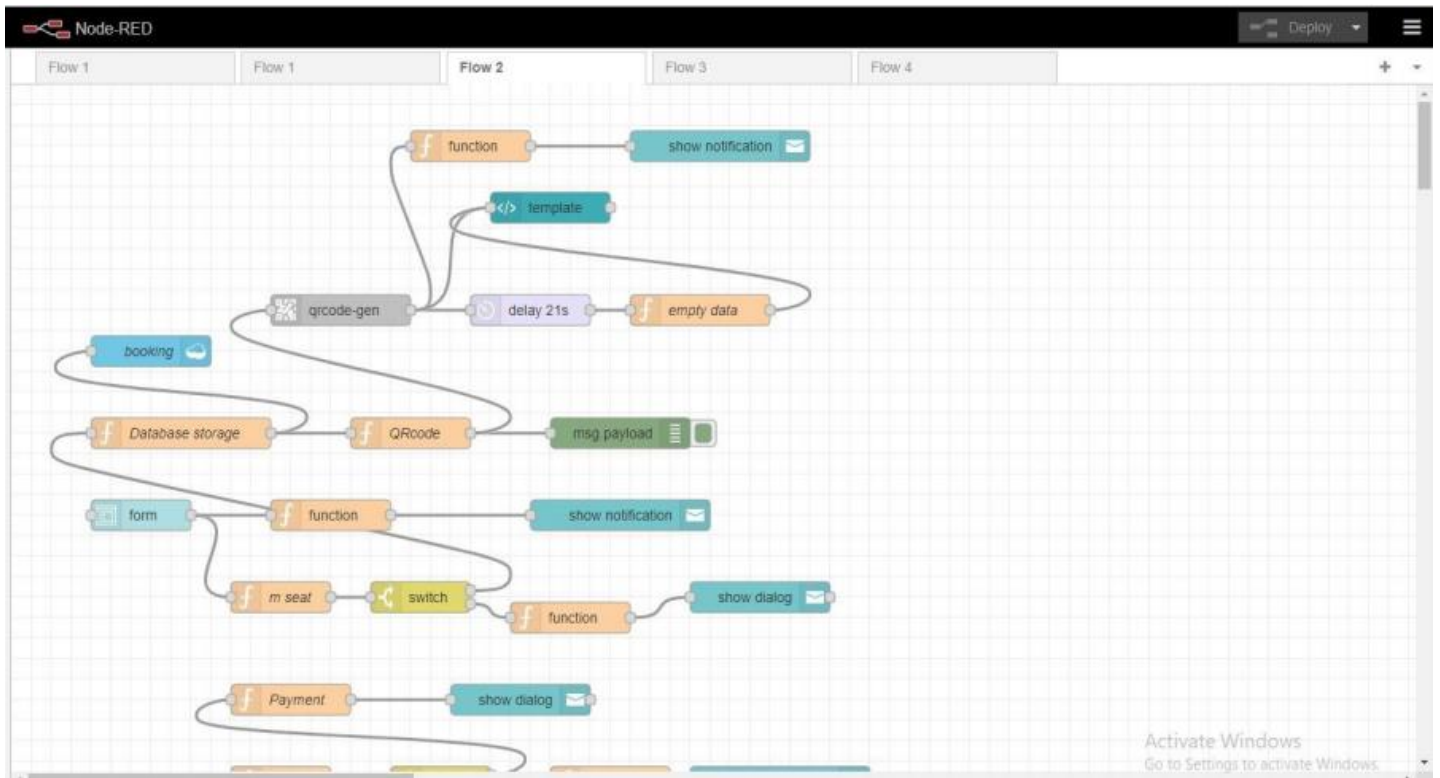 Node-RED
Deploy
Flow 1
Flow 1
Flow 2
Flow 3
Flow 4
function
show notification
template
qrcode-gen
delay 21s
empty data
booking
Database storage
QRcode
msg payload
form
function
show notification
m seat
switch
function
show dialog
Payment
show dialog
Activate Windows
Go to Settings to activate Windows.